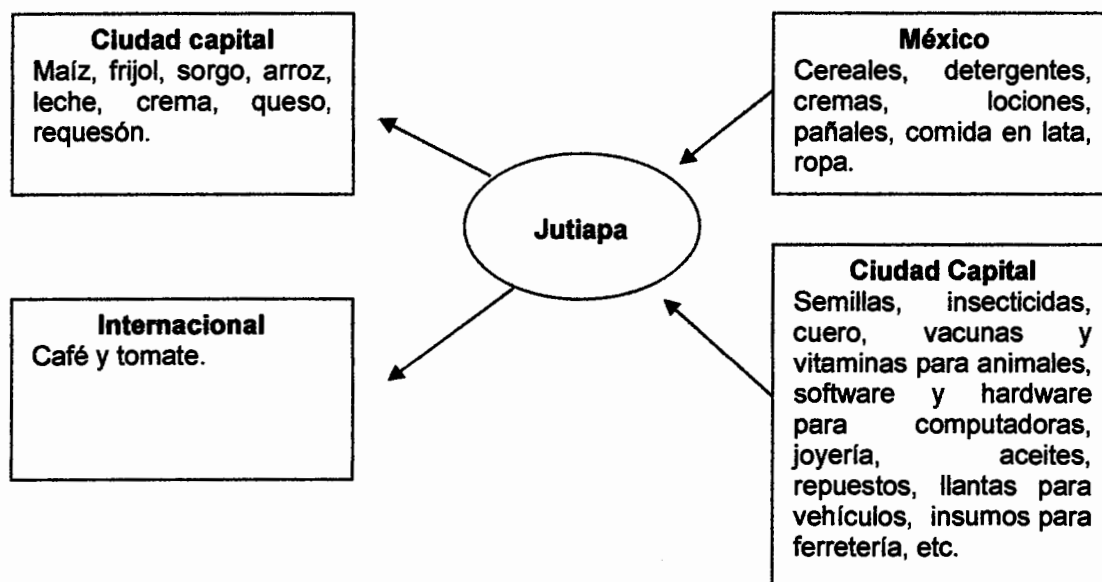 Ciudad capital
Maíz, frijol, sorgo, arroz,
leche, crema, queso,
requesón.
México
Cereales, detergentes,
cremas, lociones,
pañales, comida en lata,
ropa.
Jutiapa
Internacional
Café y tomate.
Ciudad Capital
Semillas, insecticidas,
cuero, vacunas y
vitaminas para animales,
software y hardware
para computadoras,
joyería, aceites,
repuestos, llantas para
vehículos, insumos para
ferretería, etc.